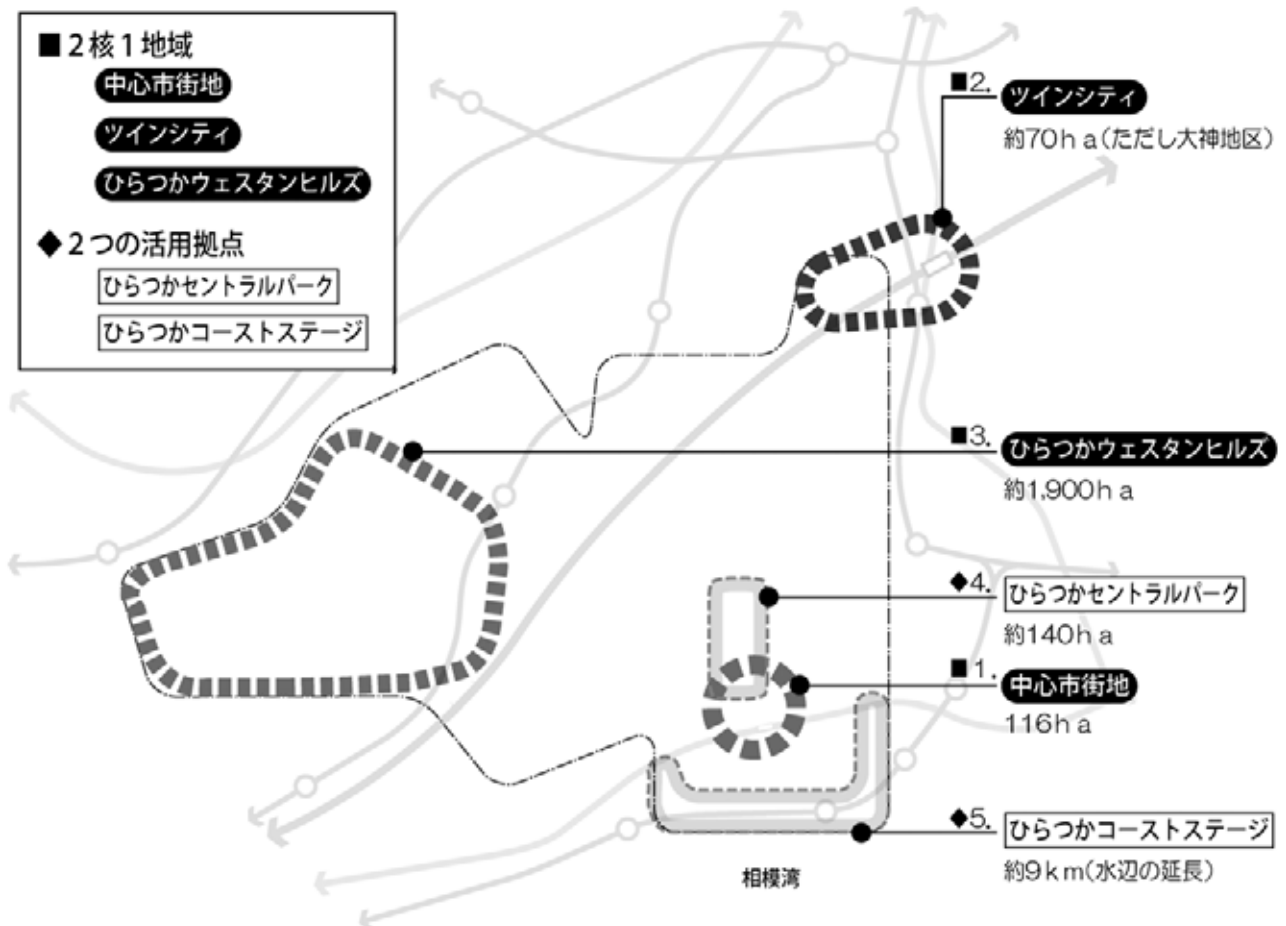 ■2核1地域
中心市街地
ツインシティ
ひらつかウェスタンヒルズ
◆2つの活用拠点
ひらつかセントラルパーク
ひらつかコーストステージ
■2. ツインシティ
約70ha(ただし大神地区)
■3. ひらつかウェスタンヒルズ
約1,900ha
◆4. ひらつかセントラルパーク
約140ha
■1. 中心市街地
116ha
◆5. ひらつかコーストステージ
約9km(水辺の延長)
相模湾